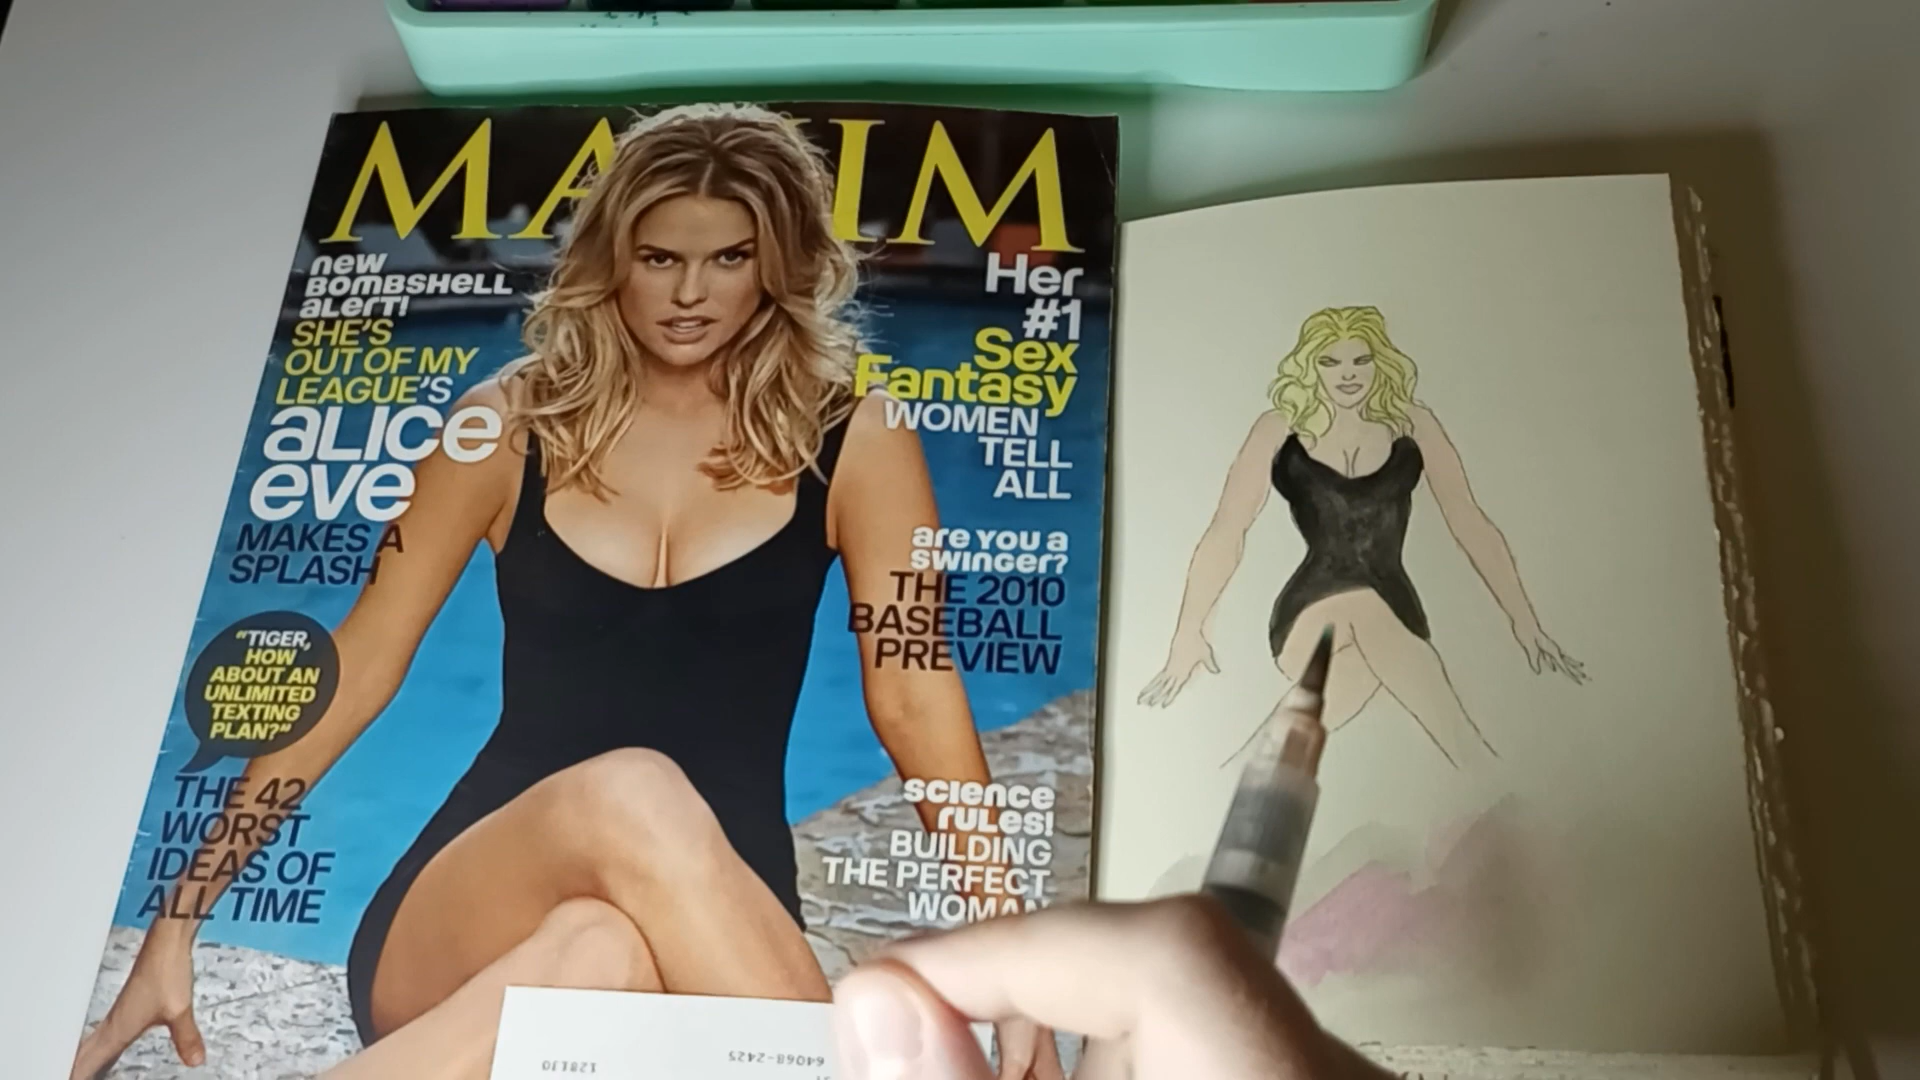 MAXIM
new
BOMBSHELL
aLerT!
SHE'S
OUT OF MY
LEAGUE'S
aLice
eve
MAKES A
SPLASH
"TIGER,
HOW
ABOUT AN
UNLIMITED
TEXTING
PLAN?"
THE 42
WORST
IDEAS OF
ALL TIME
Her
#1
Sex
Fantasy
WOMEN
TELL
ALL
are you a
swinger?
THE 2010
BASEBALL
PREVIEW
science
rules!
BUILDING
THE PERFECT
WOMAN
64068-2425